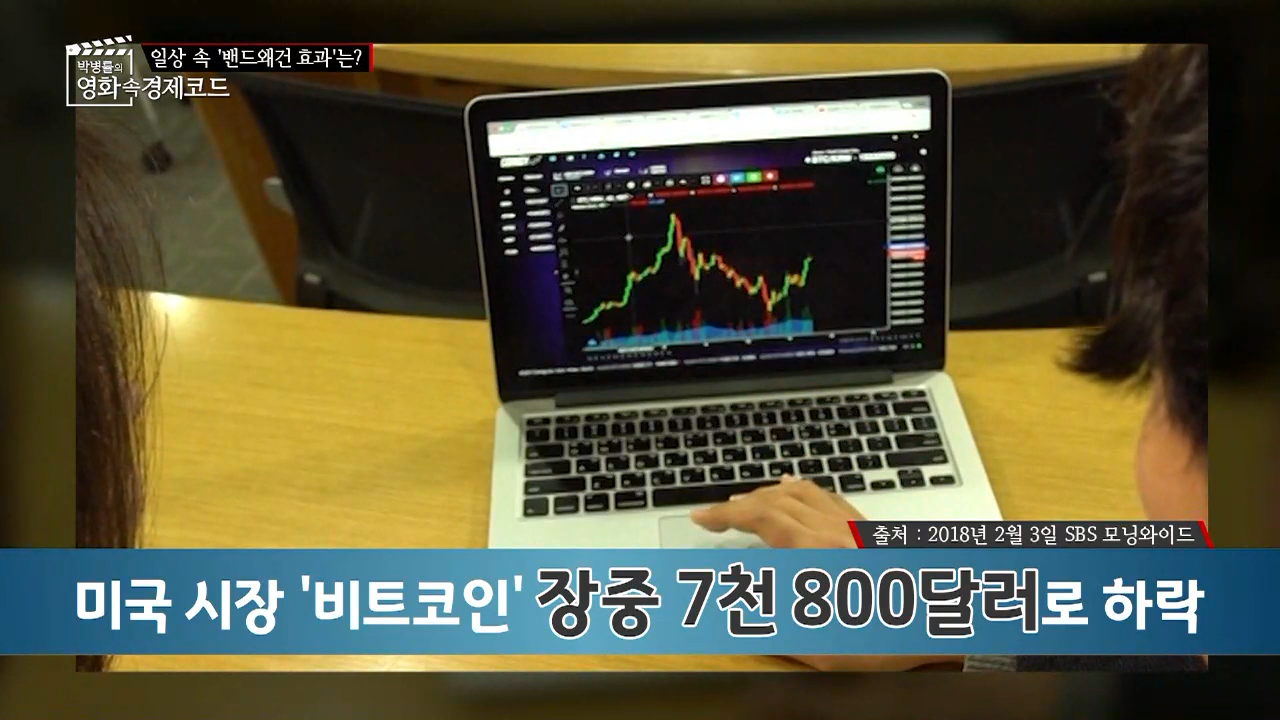 일상 속 '밴드왜건 효과'는?
박병률의
영화속경제코드
출처 : 2018년 2월 3일 SBS 모닝와이드
미국 시장 '비트코인' 장중 7천 800달러로 하락